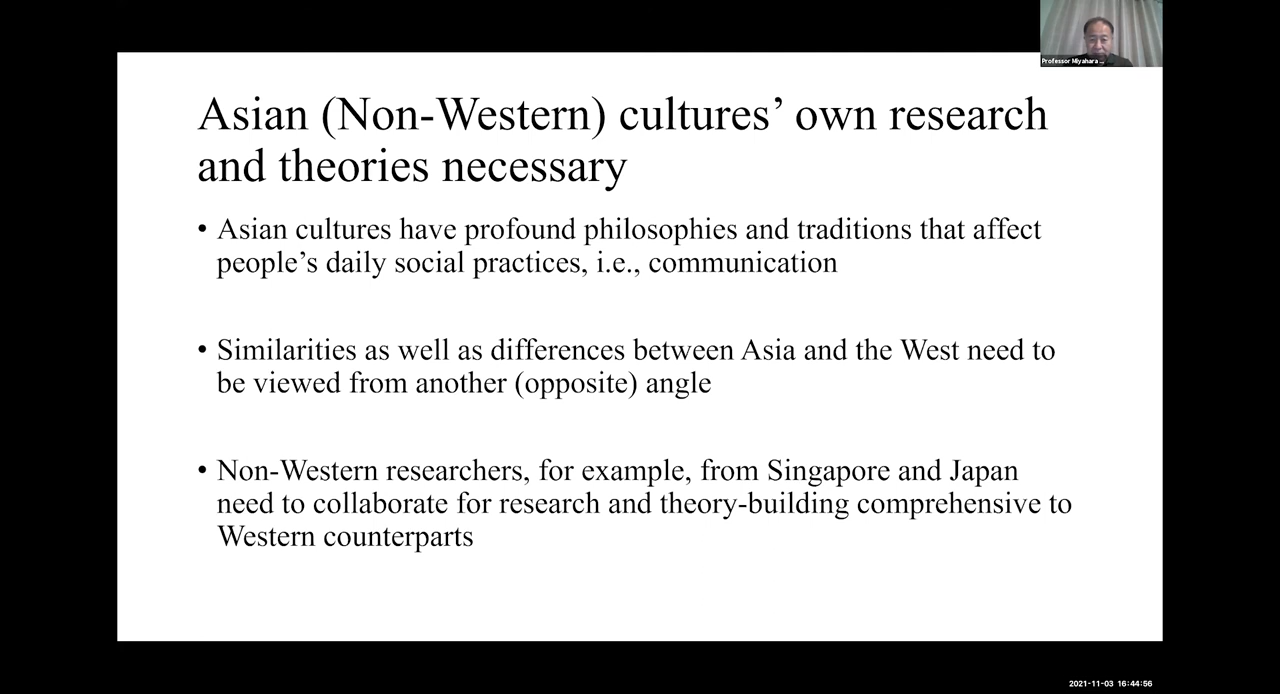 Professor Miyahara ...
Asian (Non-Western) cultures’ own research
and theories necessary
• Asian cultures have profound philosophies and traditions that affect
people’s daily social practices, i.e., communication
• Similarities as well as differences between Asia and the West need to
be viewed from another (opposite) angle
• Non-Western researchers, for example, from Singapore and Japan
need to collaborate for research and theory-building comprehensive to
Western counterparts
2021-11-03 16:44:56